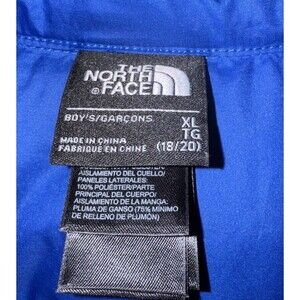 THE
NORTH
FACE
BOY'S/GARÇONS
XL
TG
MADE IN CHINA
FABRIQUÉ EN CHINE
(18/20)
AISLAMIENTO DEL CUELLO/
PANELES LATERALES:
100% POLIÉSTER/PARTE
PRINCIPAL DEL CUERPO/
AISLAMIENTO DE LA MANGA:
PLUMA DE GANSO (75% MÍNIMO
DE RELLENO DE PLUMÓN)